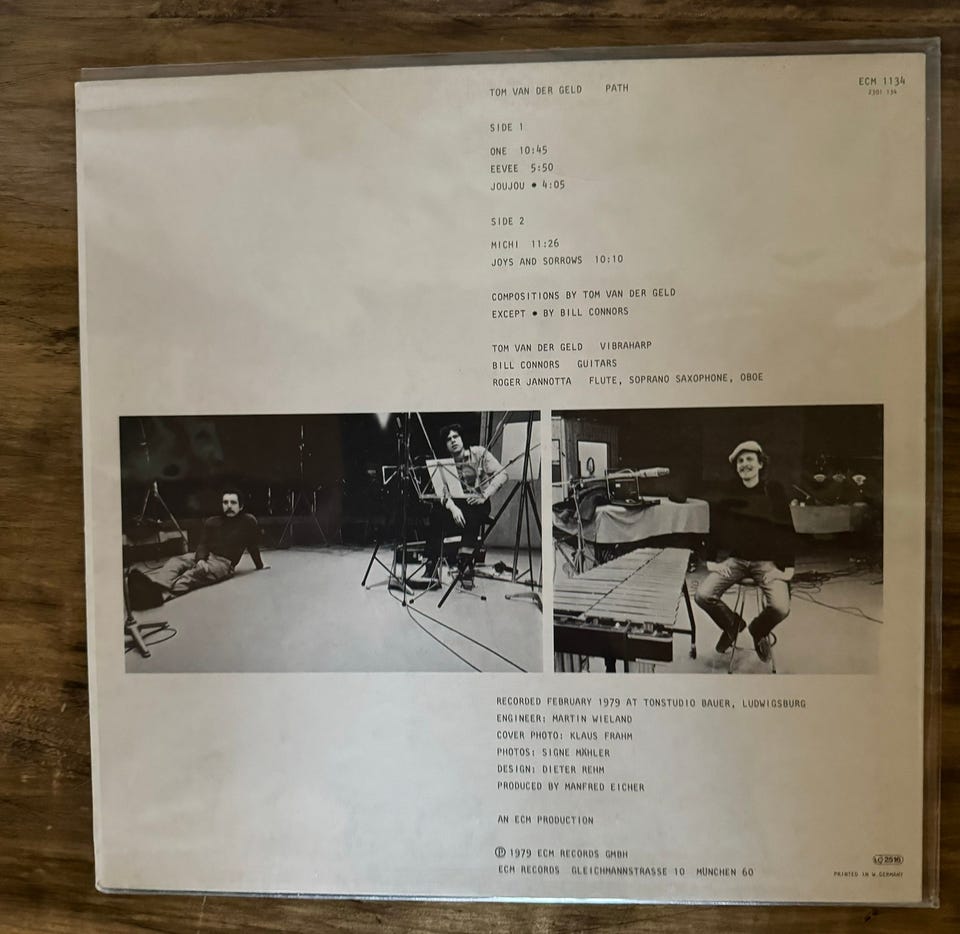 TOM VAN DER GELD PATH
ECM 1134
2301 134
SIDE 1
ONE 10:45
EEVEE 5:50
JOUJOU • 4:05
SIDE 2
MICHI 11:26
JOYS AND SORROWS 10:10
COMPOSITIONS BY TOM VAN DER GELD
EXCEPT • BY BILL CONNORS
TOM VAN DER GELD VIBRAHARP
BILL CONNORS GUITARS
ROGER JANNOTTA FLUTE, SOPRANO SAXOPHONE, OBOE
RECORDED FEBRUARY 1979 AT TONSTUDIO BAUER, LUDWIGSBURG
ENGINEER: MARTIN WIELAND
COVER PHOTO: KLAUS FRAHM
PHOTOS: SIGNE MÄHLER
DESIGN: DIETER REHM
PRODUCED BY MANFRED EICHER
AN ECM PRODUCTION
℗ 1979 ECM RECORDS GMBH
ECM RECORDS GLEICHMANNSTRASSE 10 MÜNCHEN 60
LC 2516
PRINTED IN W.GERMANY